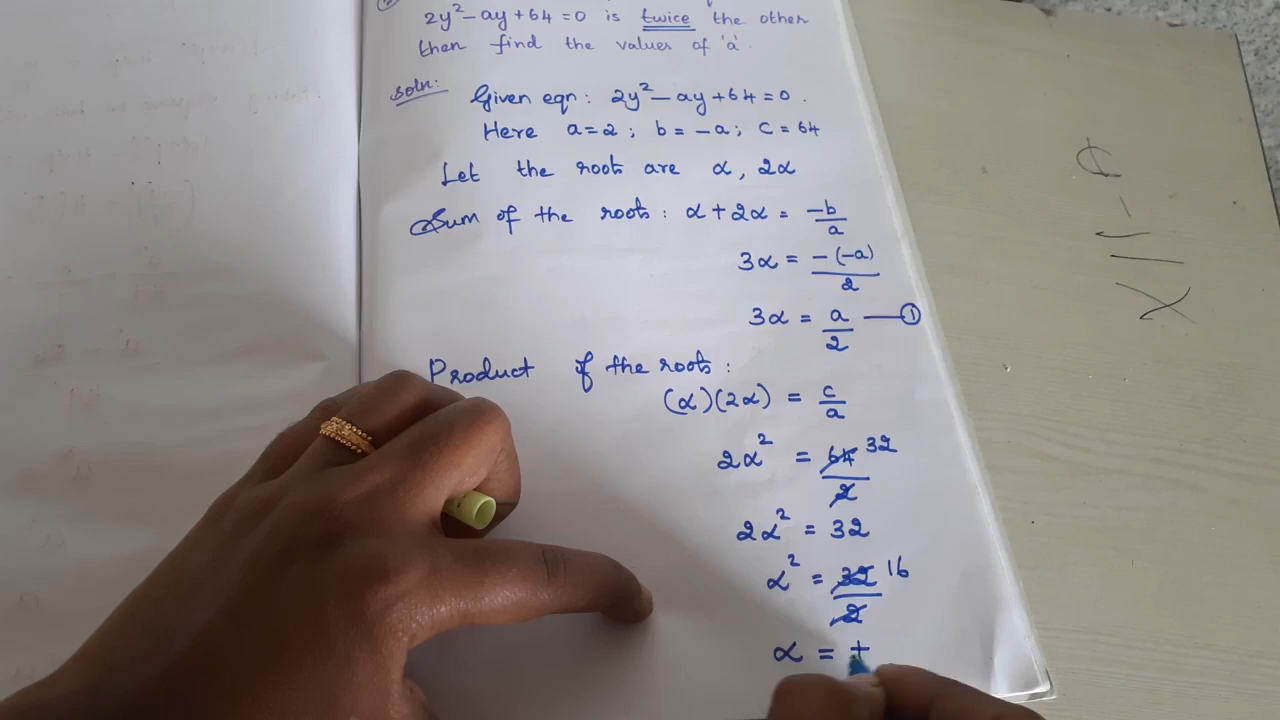 2y² - ay + 64 = 0 is twice the other
then find the values of 'a'.
Soln:
Given eqn: 2y² - ay + 64 = 0.
Here a = 2; b = -a; c = 64
Let the roots are α, 2α
Sum of the roots: α + 2α = -b/a
3α = -(-a)/2
3α = a/2 — ①
Product of the roots:
(α)(2α) = c/a
2α² = 64/2 32
2α² = 32
α² = 32/2 16
α = +